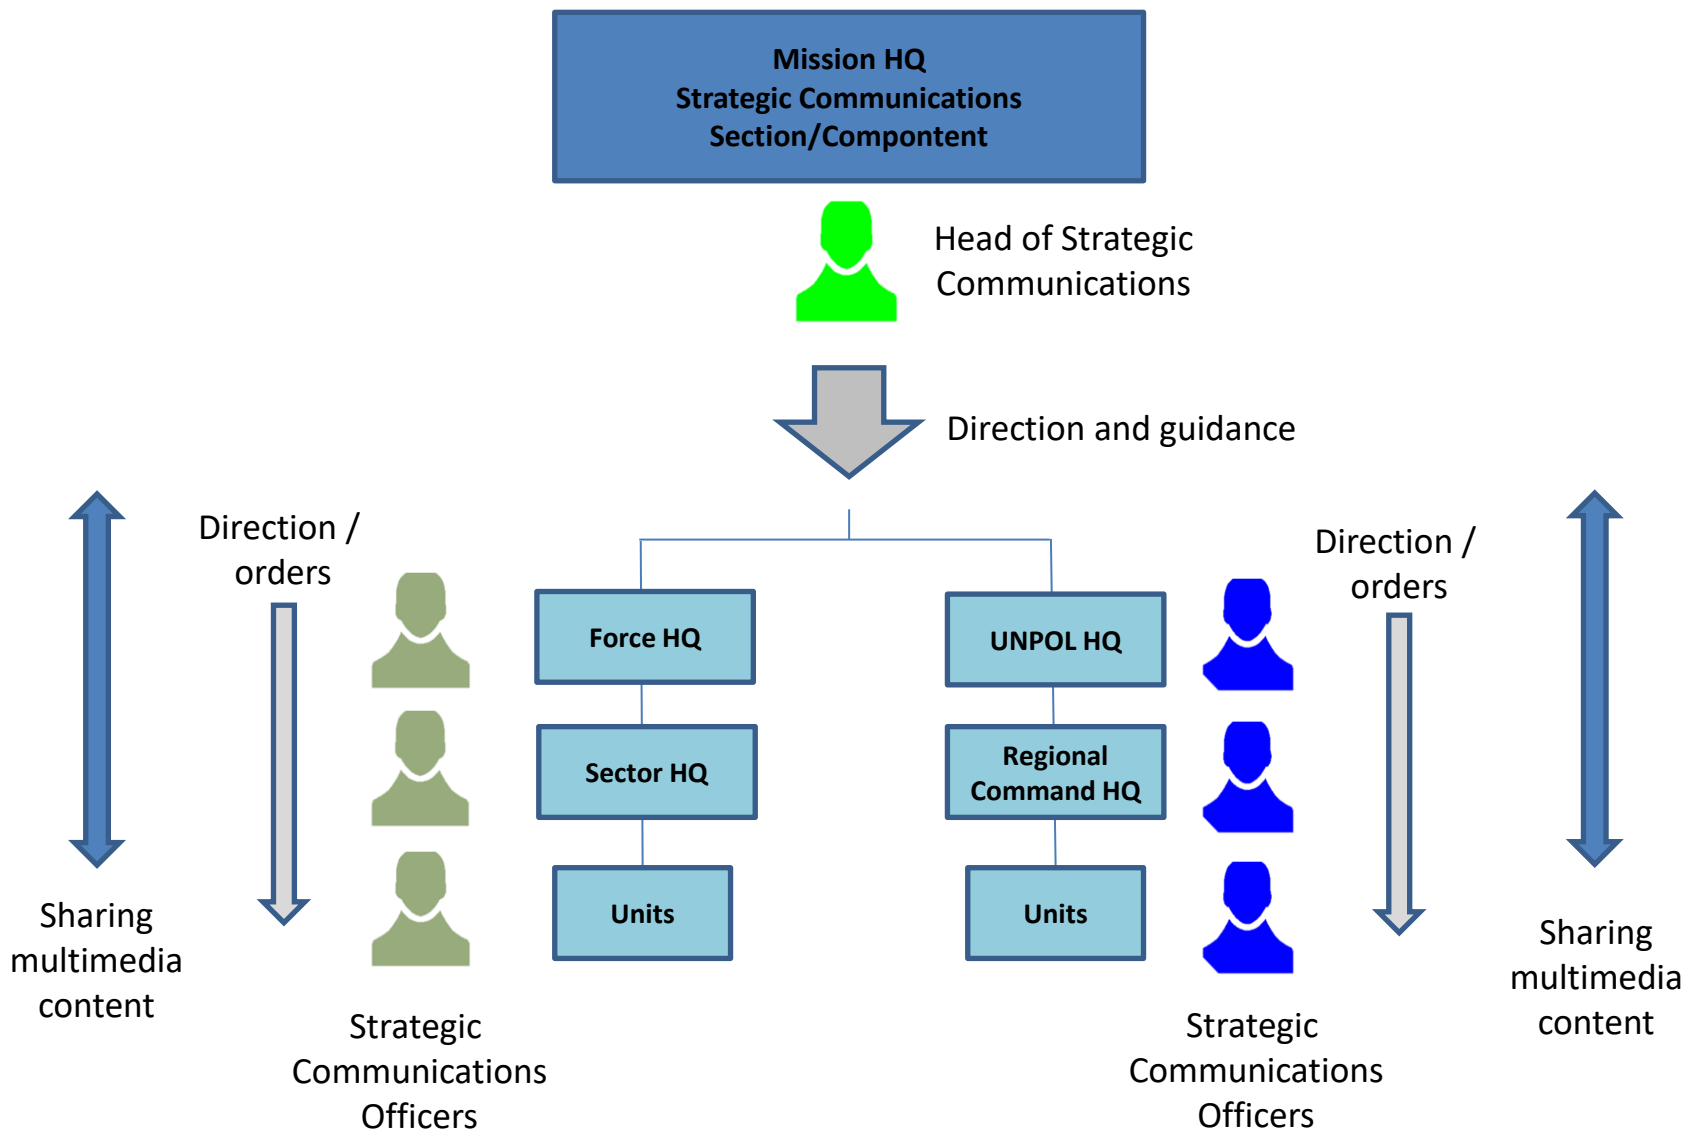 Mission HQ
Strategic Communications
Section/Compontent
Head of Strategic
Communications
Direction and guidance
Direction /
orders
Direction /
orders
Force HQ
UNPOL HQ
Sector HQ
Regional
Command HQ
Units
Units
Sharing
multimedia
content
Sharing
multimedia
content
Strategic
Communications
Officers
Strategic
Communications
Officers